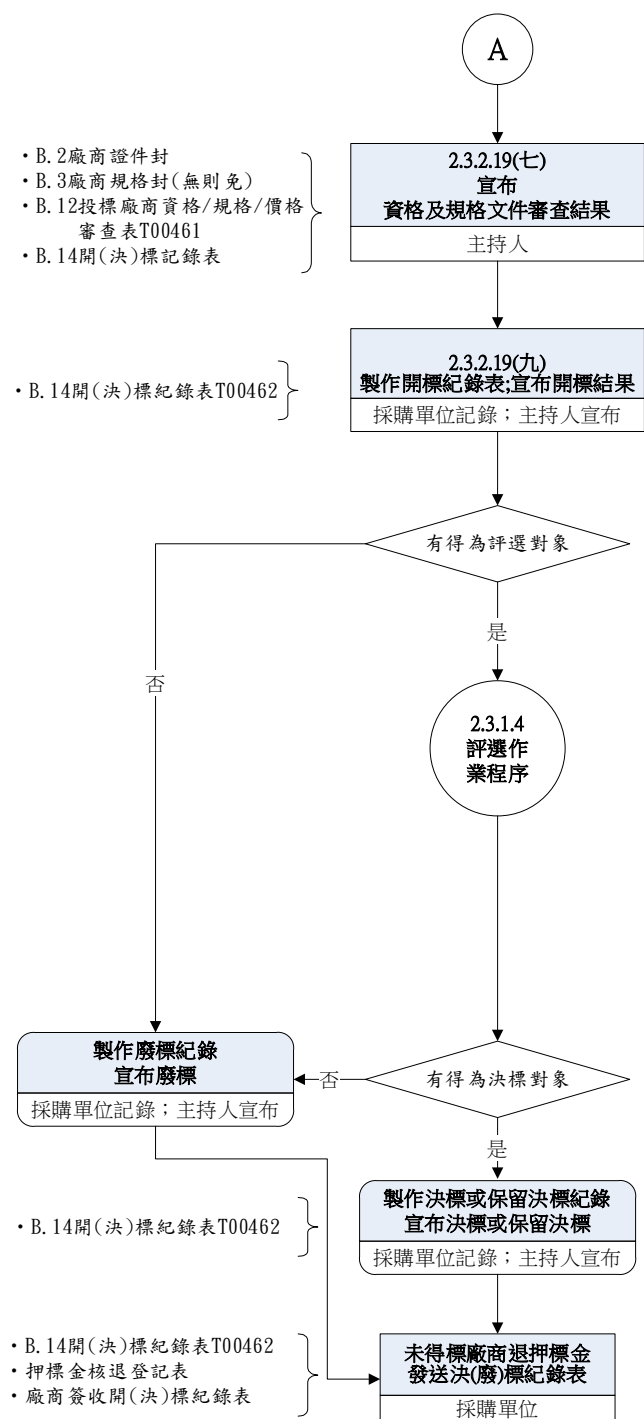 A
・B.2廠商證件封
・B.3廠商規格封(無則免)
・B.12投標廠商資格/規格/價格
審查表T00461
・B.14開(決)標記錄表
2.3.2.19(七)
宣布
資格及規格文件審查結果
主持人
・B.14開(決)標紀錄表T00462
2.3.2.19(九)
製作開標紀錄表;宣布開標結果
採購單位記錄；主持人宣布
有得為評選對象
是
否
2.3.1.4
評選作
業程序
製作廢標紀錄
宣布廢標
採購單位記錄；主持人宣布
否
有得為決標對象
是
・B.14開(決)標紀錄表T00462
製作決標或保留決標紀錄
宣布決標或保留決標
採購單位記錄；主持人宣布
・B.14開(決)標紀錄表T00462
・押標金核退登記表
・廠商簽收開(決)標紀錄表
未得標廠商退押標金
發送決(廢)標紀錄表
採購單位